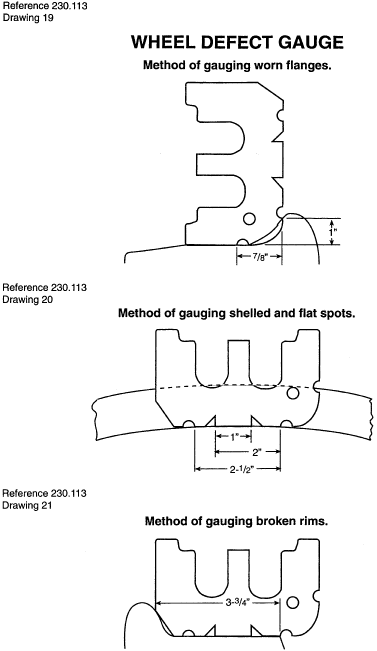 Reference 230.113
Drawing 19
WHEEL DEFECT GAUGE
Method of gauging worn flanges.
1"
7/8"
Reference 230.113
Drawing 20
Method of gauging shelled and flat spots.
1"
2"
2-1/2"
Reference 230.113
Drawing 21
Method of gauging broken rims.
3-3/4"